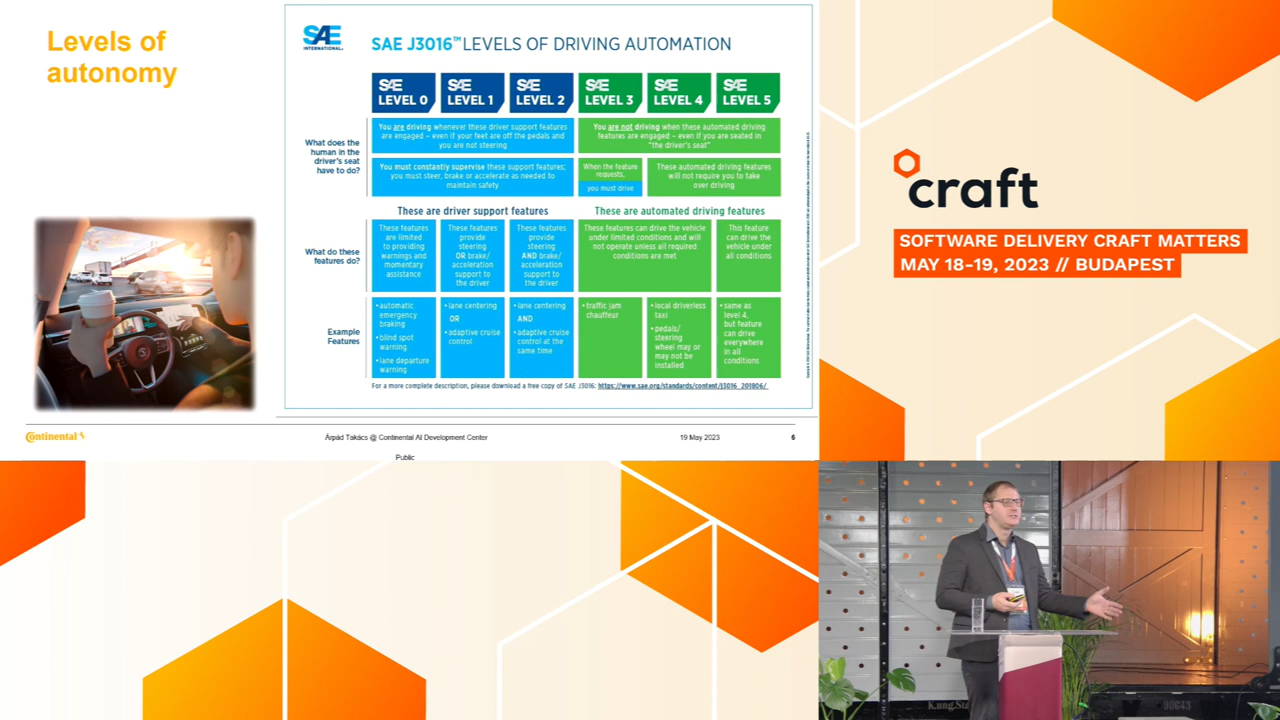 Levels of
autonomy
SAE
INTERNATIONAL®
SAE J3016™ LEVELS OF DRIVING AUTOMATION
SAE
LEVEL 0
SAE
LEVEL 1
SAE
LEVEL 2
SAE
LEVEL 3
SAE
LEVEL 4
SAE
LEVEL 5
What does the
human in the
driver's seat
have to do?
You are driving whenever these driver support features
are engaged – even if your feet are off the pedals and
you are not steering
You are not driving when these automated driving
features are engaged – even if you are seated in
"the driver's seat"
You must constantly supervise these support features;
you must steer, brake or accelerate as needed to
maintain safety
When the feature
requests,
you must drive
These automated driving features
will not require you to take
over driving
These are driver support features
These are automated driving features
What do these
features do?
These features
are limited
to providing
warnings and
momentary
assistance
These features
provide
steering
OR brake/
acceleration
support to
the driver
These features
provide
steering
AND brake/
acceleration
support to
the driver
These features can drive the vehicle
under limited conditions and will
not operate unless all required
conditions are met
This feature
can drive the
vehicle under
all conditions
Example
Features
• automatic
emergency
braking
• blind spot
warning
• lane departure
warning
• lane centering
OR
• adaptive cruise
control
• lane centering
AND
• adaptive cruise
control at the
same time
• traffic jam
chauffeur
• local driverless
taxi
• pedals/
steering
wheel may or
may not be
installed
• same as
level 4,
but feature
can drive
everywhere
in all
conditions
For a more complete description, please download a free copy of SAE J3016: https://www.sae.org/standards/content/j3016_201806/
Continental
Árpád Takács @ Continental AI Development Center
19 May 2023
6
Public
craft
SOFTWARE DELIVERY CRAFT MATTERS
MAY 18-19, 2023 // BUDAPEST
30643